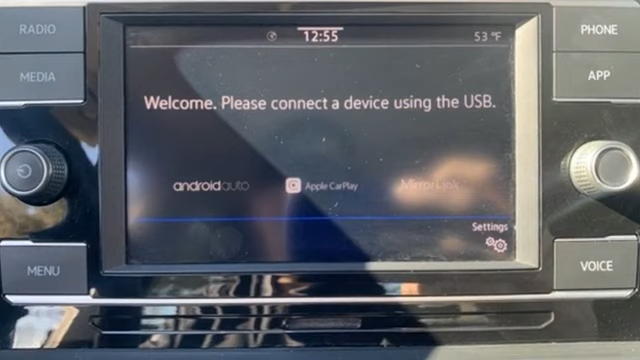 RADIO
12:55
53 °F
PHONE
MEDIA
APP
Welcome. Please connect a device using the USB.
androidauto
Apple CarPlay
MirrorLink
Settings
MENU
VOICE